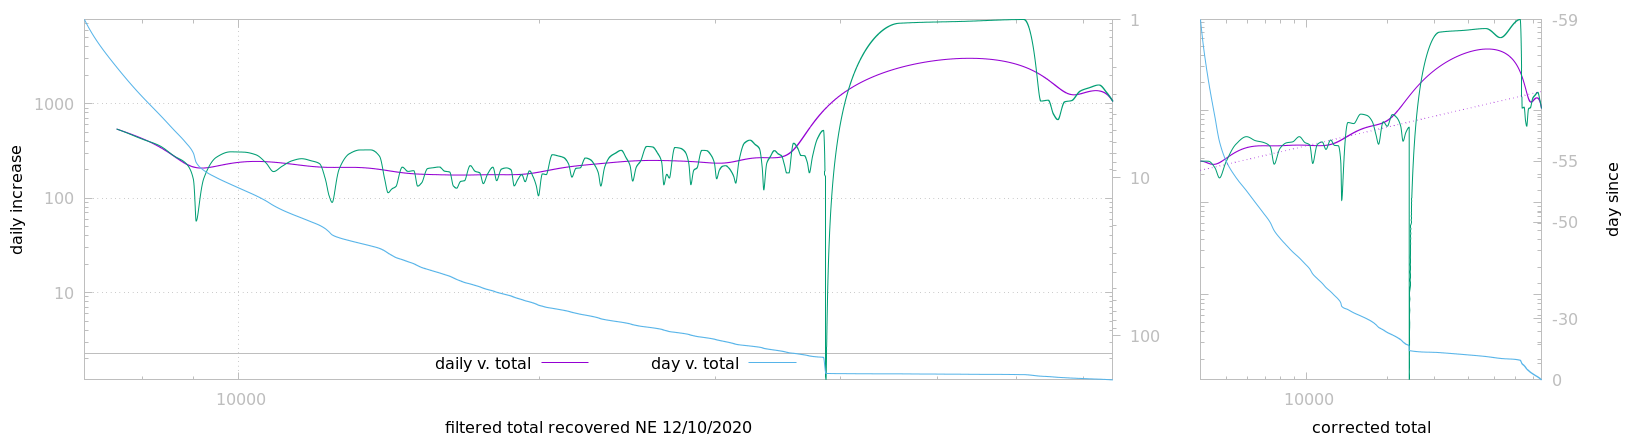 daily increase
1000
100
10
10000
daily v. total
day v. total
filtered total recovered NE 12/10/2020
1
10
100
10000
corrected total
-59
-55
-50
-30
0
day since